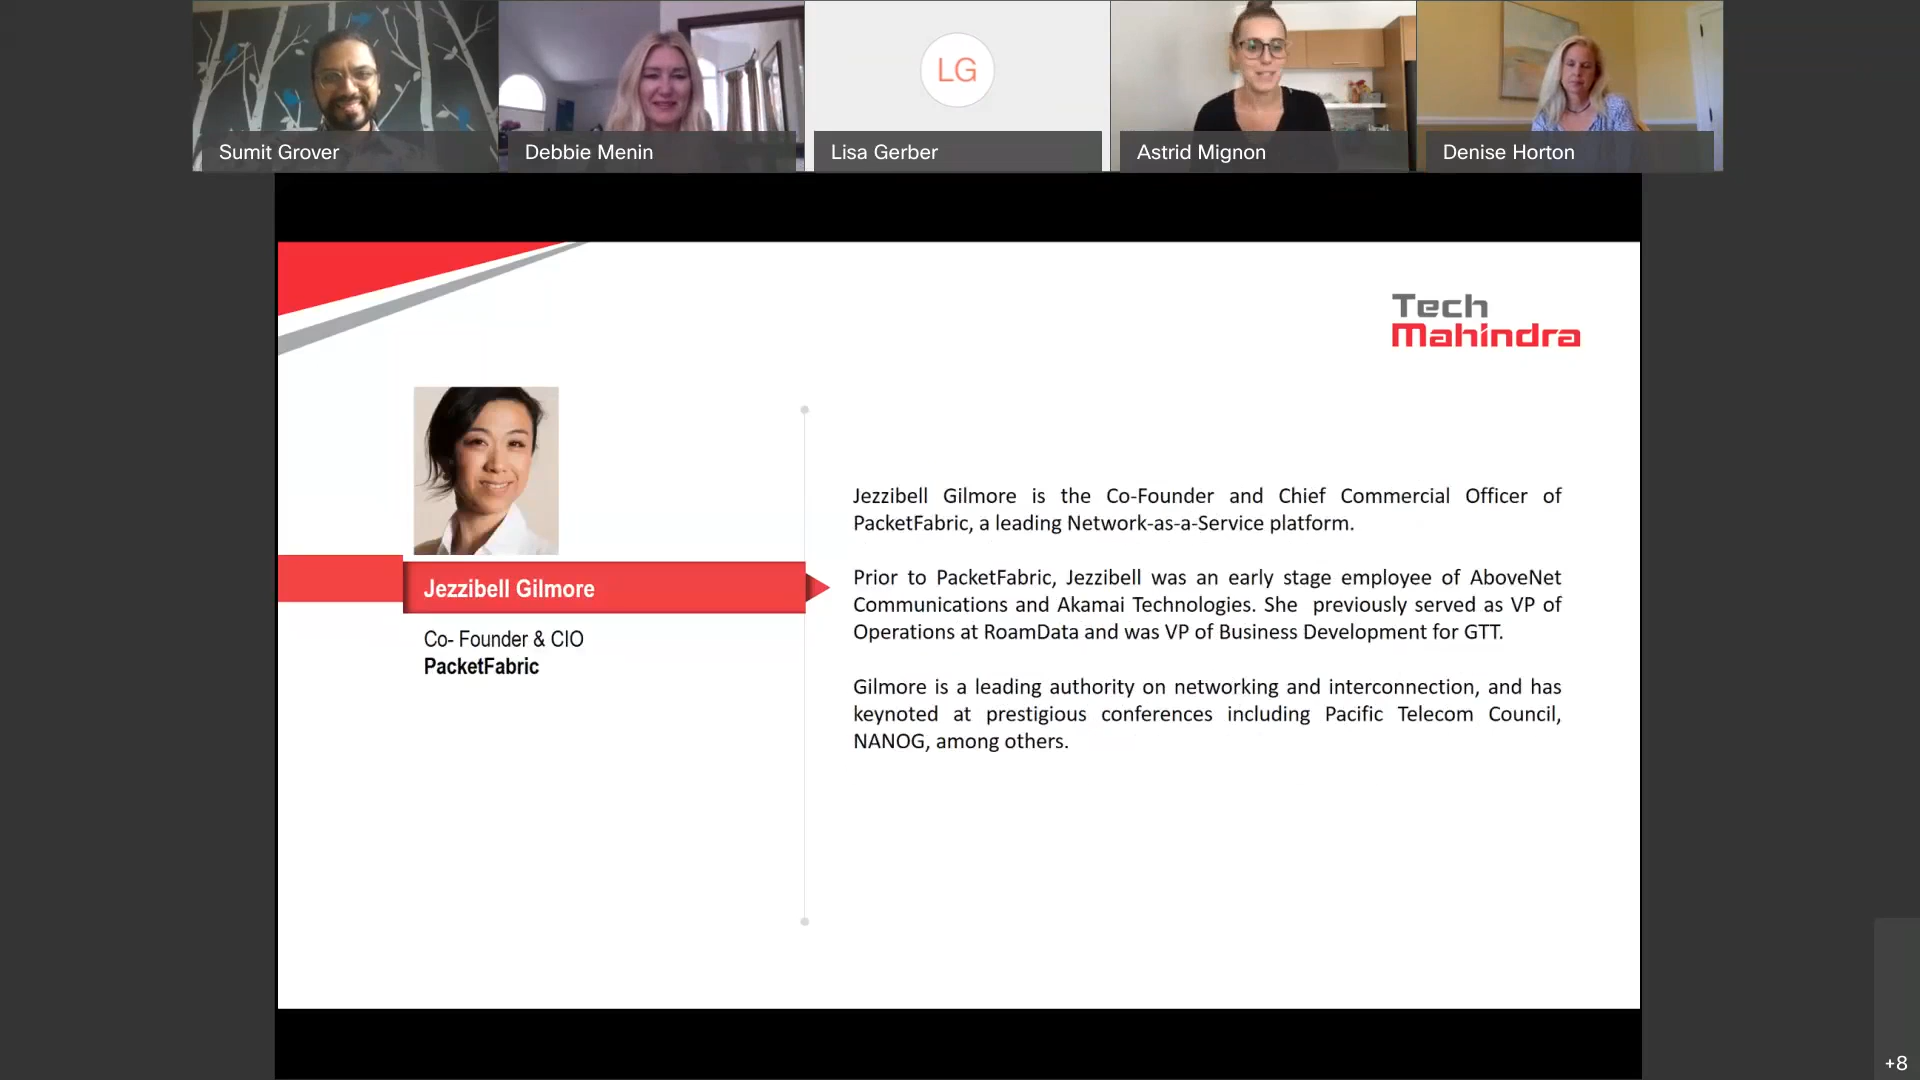 Sumit Grover
Debbie Menin
LG
Lisa Gerber
Astrid Mignon
Denise Horton
Tech
Mahindra
Jezzibell Gilmore
Co- Founder & CIO
PacketFabric
Jezzibell Gilmore is the Co-Founder and Chief Commercial Officer of
PacketFabric, a leading Network-as-a-Service platform.
Prior to PacketFabric, Jezzibell was an early stage employee of AboveNet
Communications and Akamai Technologies. She previously served as VP of
Operations at RoamData and was VP of Business Development for GTT.
Gilmore is a leading authority on networking and interconnection, and has
keynoted at prestigious conferences including Pacific Telecom Council,
NANOG, among others.
+8